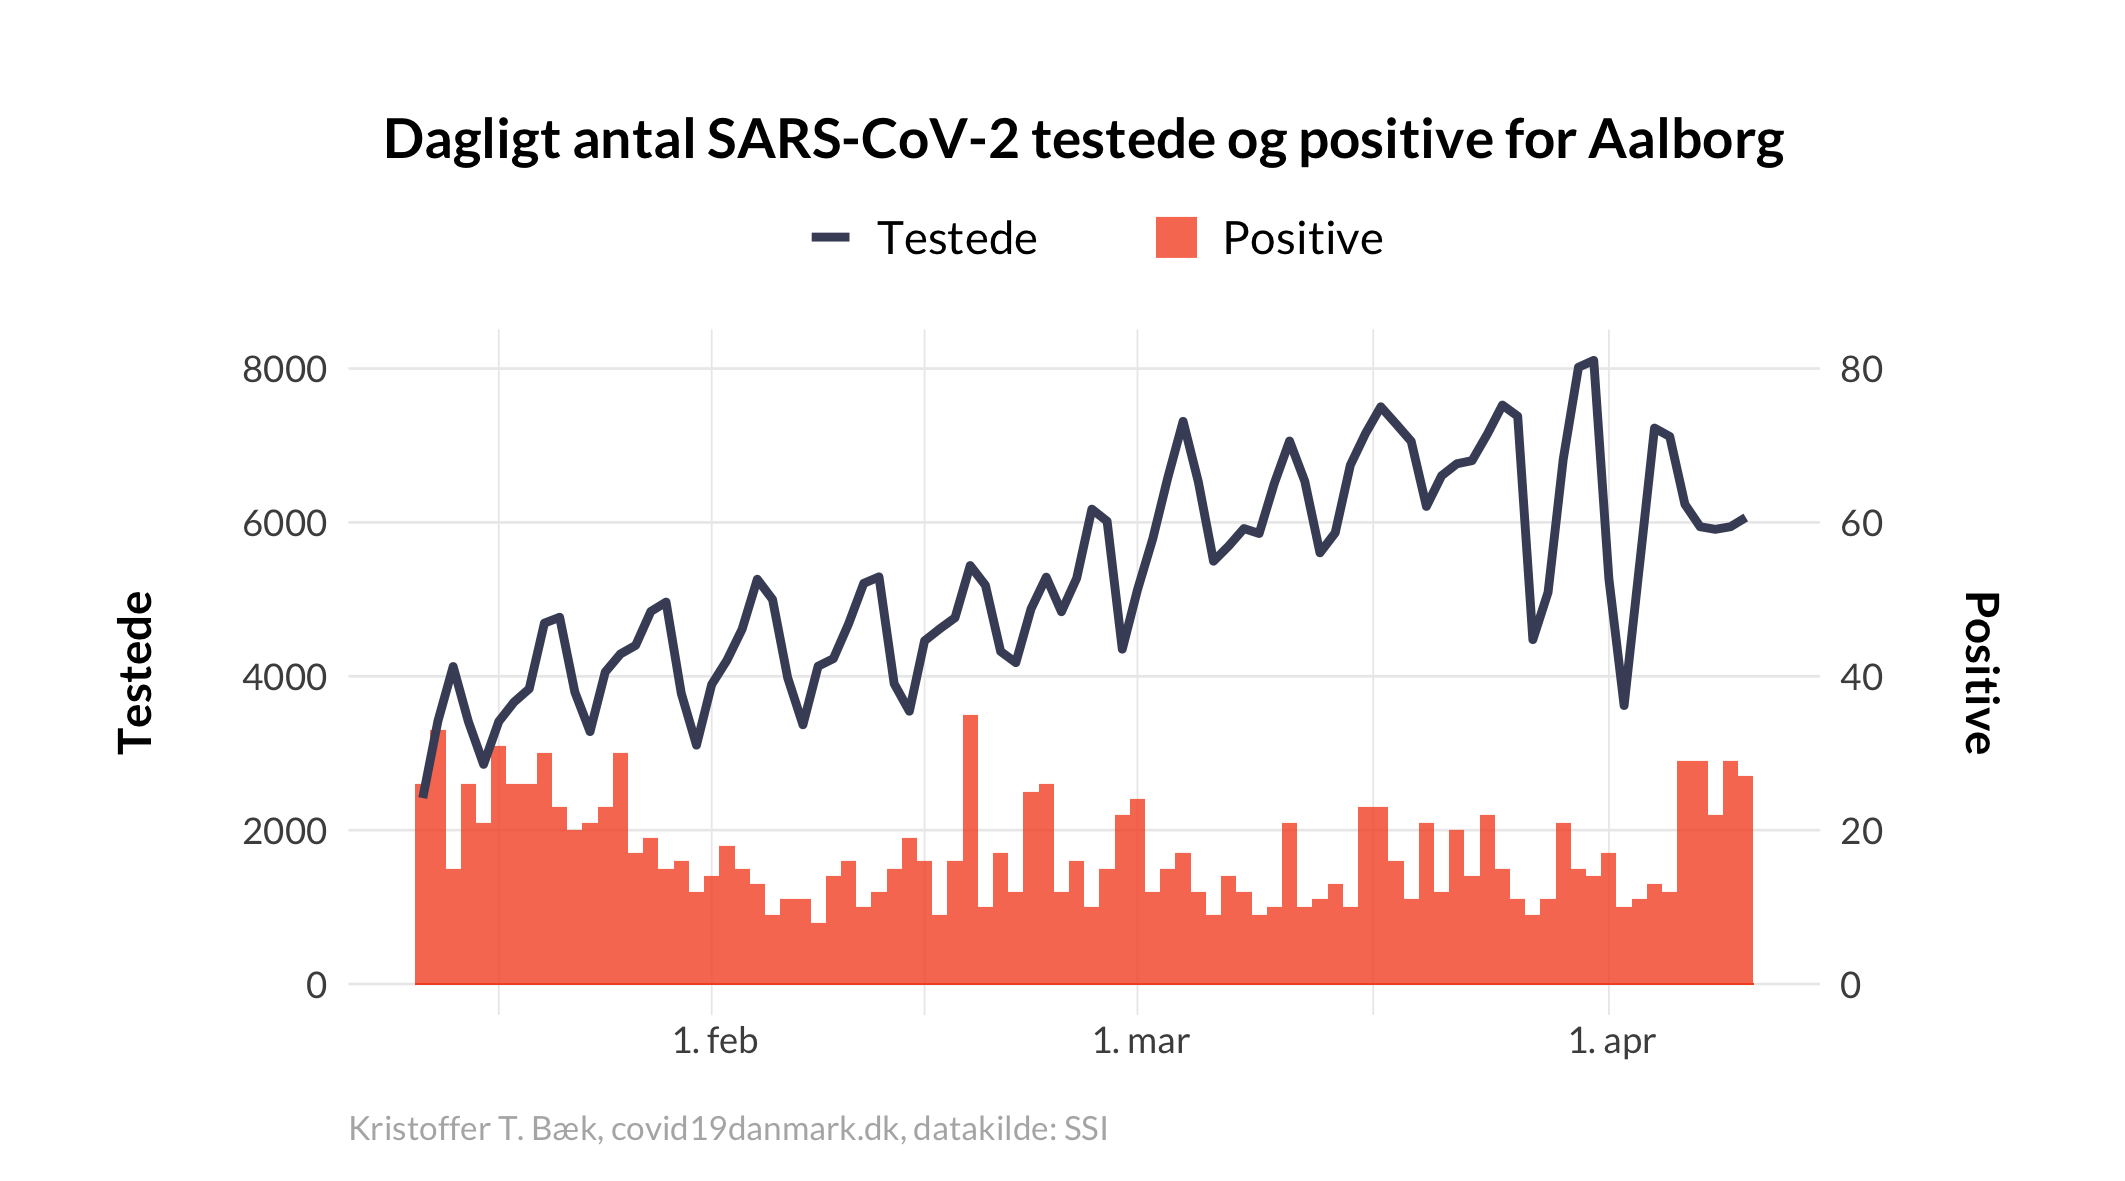 Dagligt antal SARS-CoV-2 testede og positive for Aalborg
Testede
Positive
8000
6000
4000
2000
0
Testede
80
60
40
20
0
Positive
1. feb
1. mar
1. apr
Kristoffer T. Bæk, covid19danmark.dk, datakilde: SSI